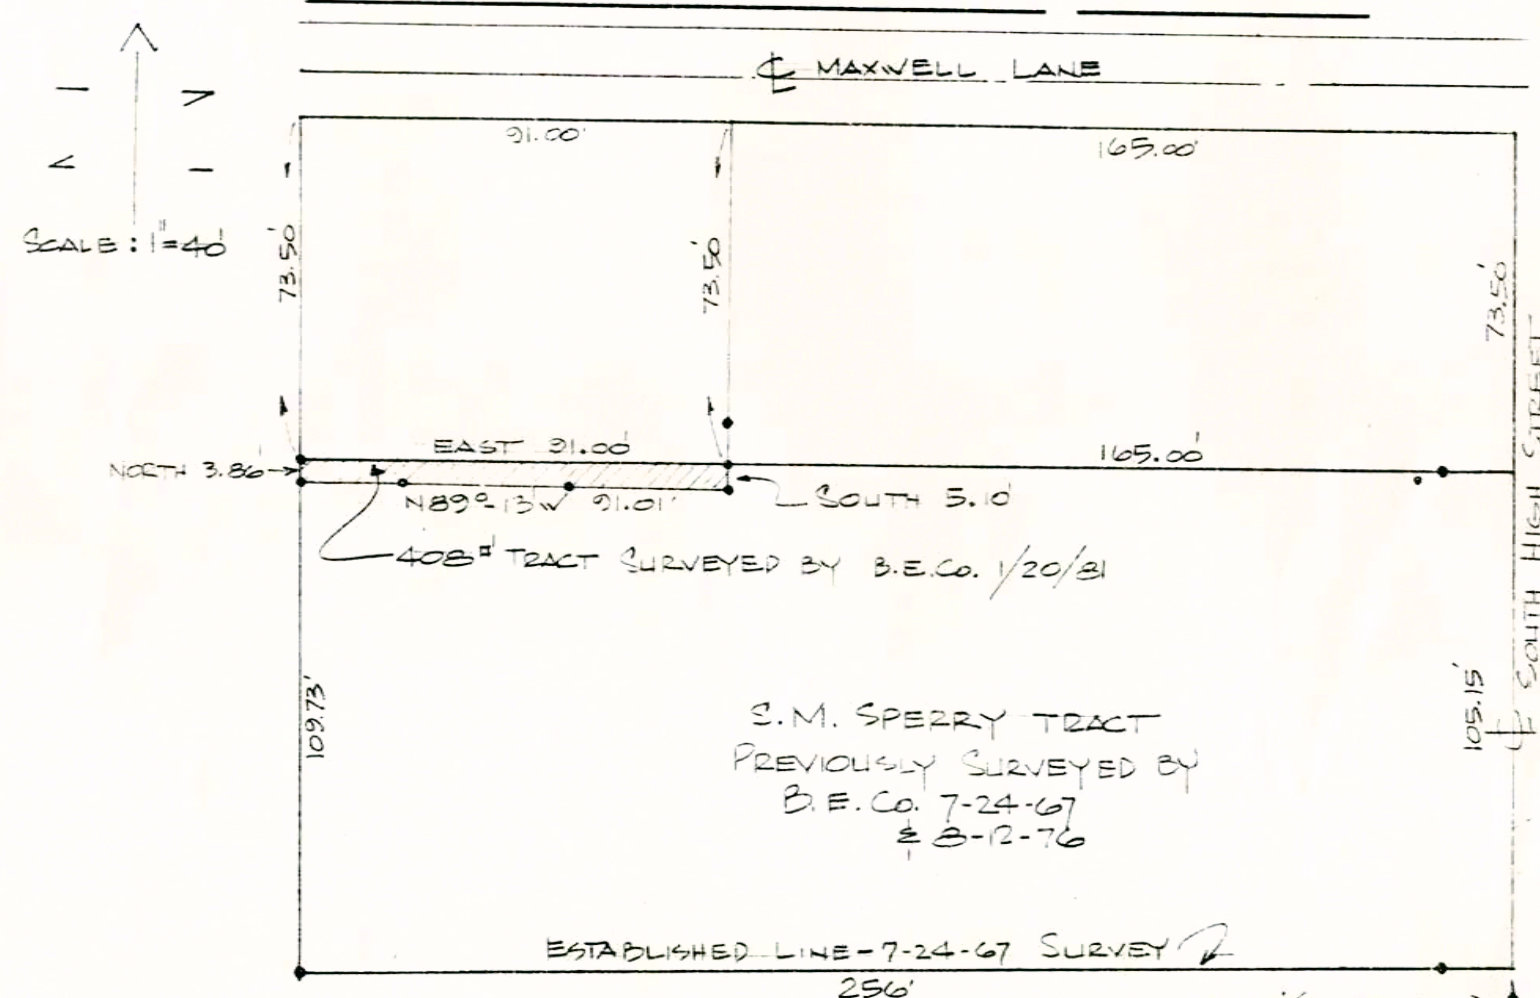 ℄ MAXWELL LANE
91.00'
165.00'
SCALE: 1"=40'
73.50'
73.50'
73.50'
EAST 91.00'
165.00'
NORTH 3.86'
N89°-13'W 91.01'
SOUTH 5.10'
408 TRACT SURVEYED BY B.E.CO. 1/20/81
℄ SOUTH HIGH STREET
109.73'
105.15'
S.M. SPERRY TRACT
PREVIOUSLY SURVEYED BY
B.E.CO. 7-24-67
& 8-12-76
ESTABLISHED LINE-7-24-67 SURVEY
256'